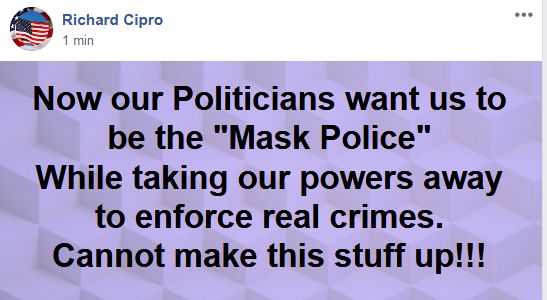 Richard Cipro
1 min
Now our Politicians want us to
be the "Mask Police"
While taking our powers away
to enforce real crimes.
Cannot make this stuff up!!!